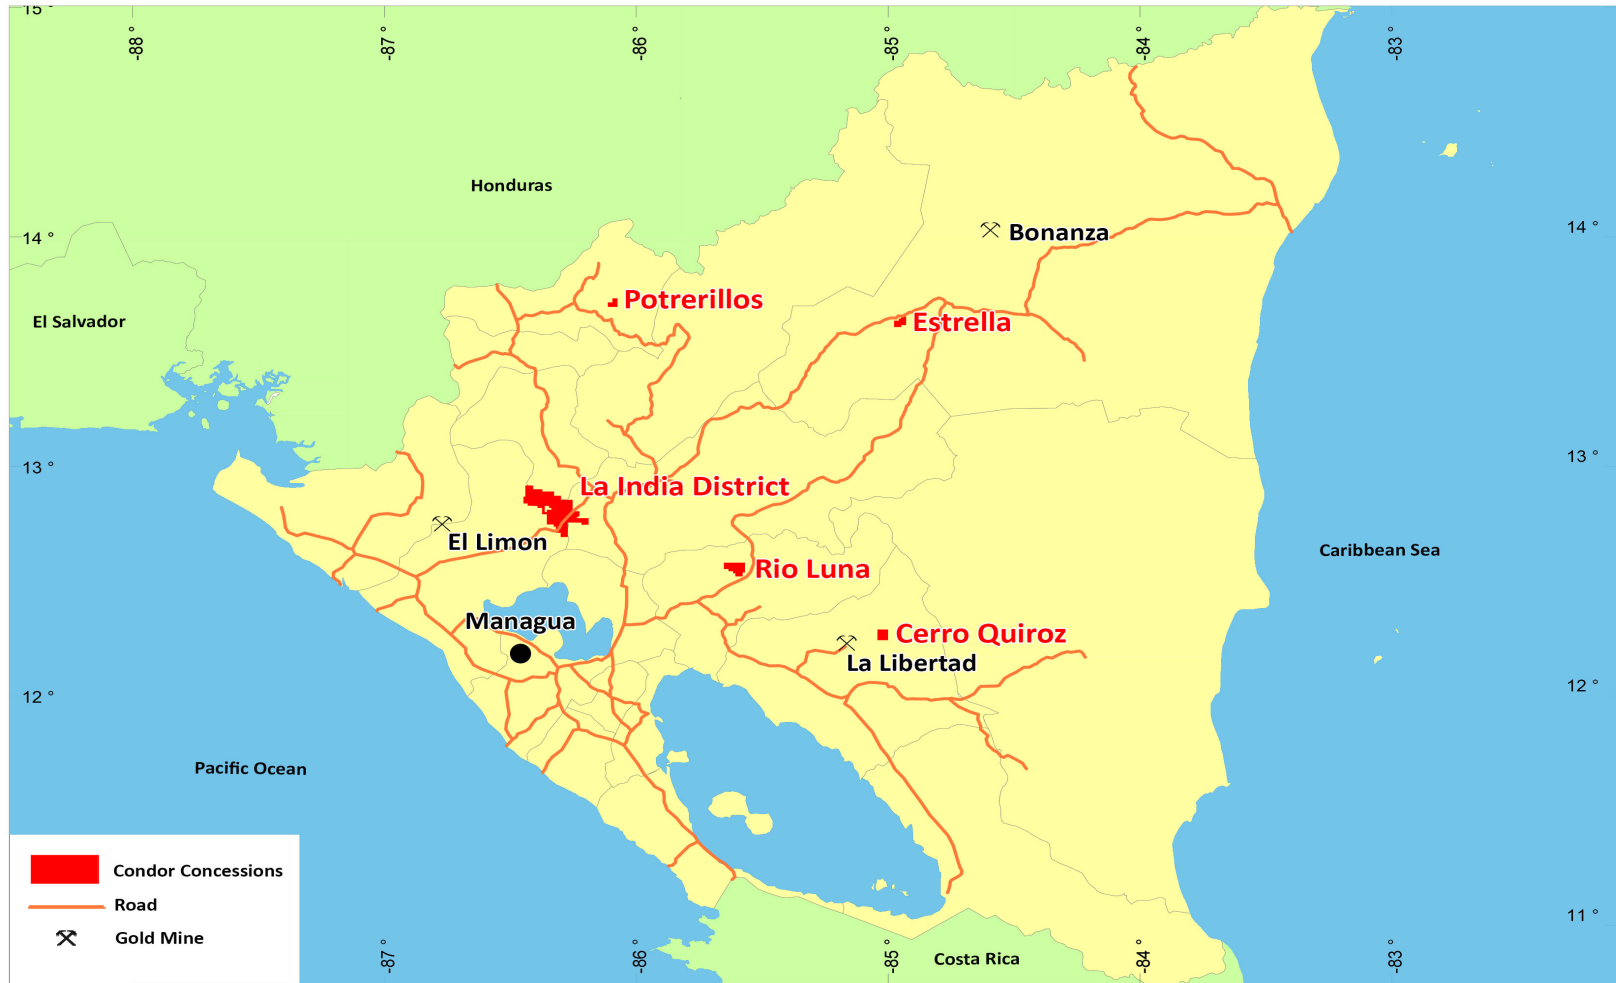 15 °
-88 °
-87 °
-86 °
-85 °
-84 °
-83 °
Honduras
14 °
Bonanza
14 °
Potrerillos
El Salvador
Estrella
13 °
13 °
La India District
El Limon
Caribbean Sea
Rio Luna
Managua
Cerro Quiroz
La Libertad
12 °
12 °
Pacific Ocean
Condor Concessions
Road
Gold Mine
11 °
-87 °
-86 °
-85 °
-84 °
-83 °
Costa Rica